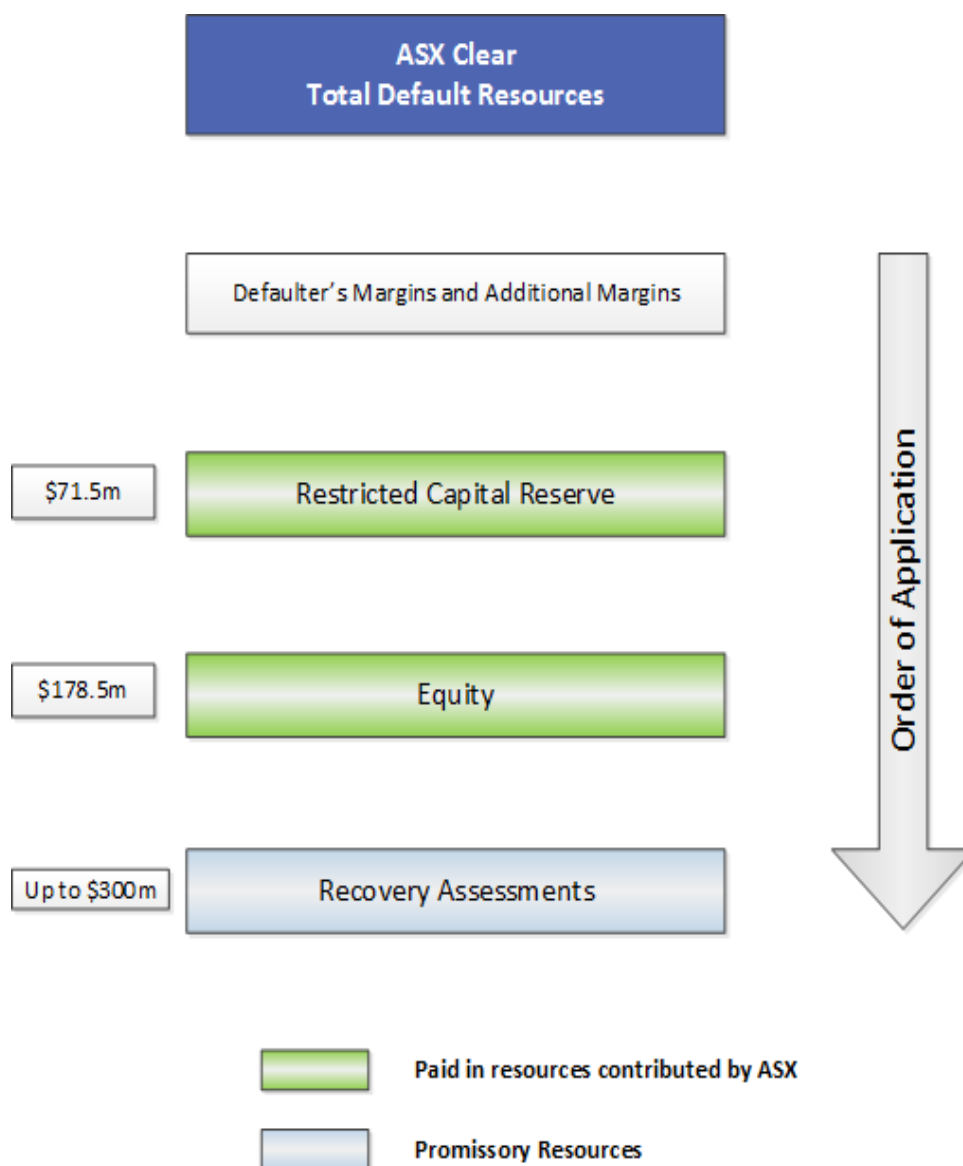 ASX Clear
Total Default Resources
Defaulter's Margins and Additional Margins
$71.5m
Restricted Capital Reserve
$178.5m
Equity
Up to $300m
Recovery Assessments
Order of Application
Paid in resources contributed by ASX
Promissory Resources